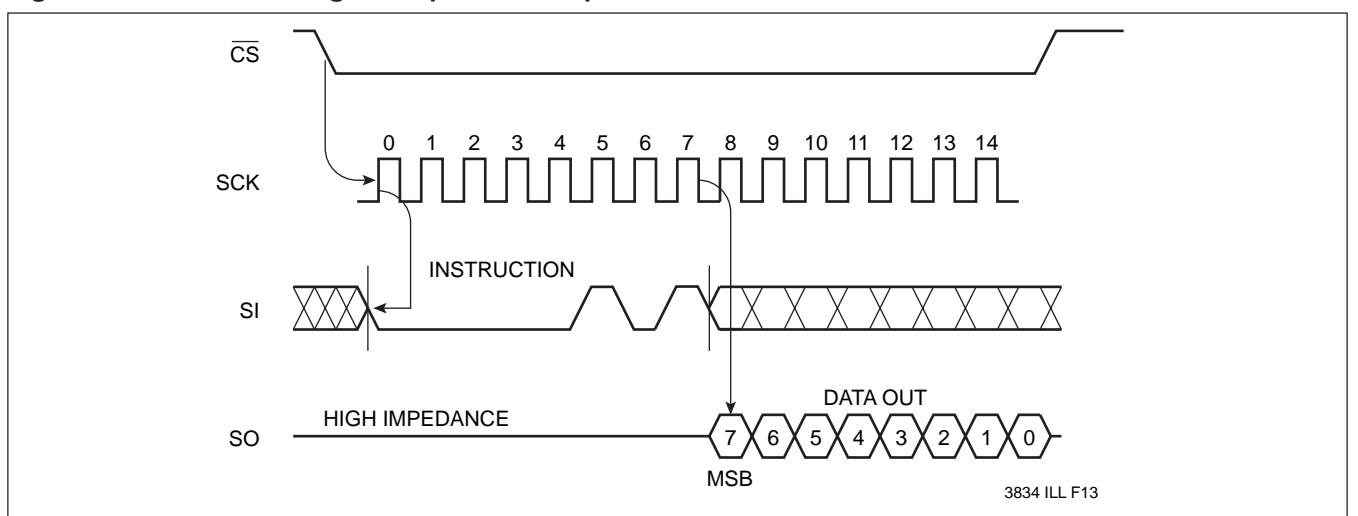 CS
0 1 2 3 4 5 6 7 8 9 10 11 12 13 14
SCK
INSTRUCTION
SI
DATA OUT
HIGH IMPEDANCE
SO
7 6 5 4 3 2 1 0
MSB
3834 ILL F13